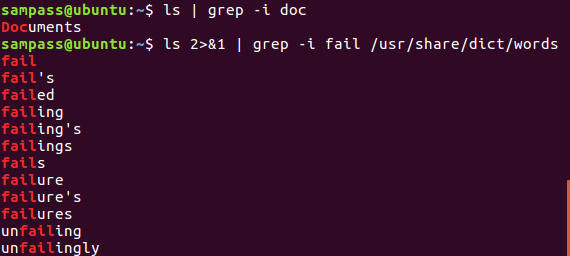 sampass@ubuntu:~$ ls | grep -i doc
Documents
sampass@ubuntu:~$ ls 2>&1 | grep -i fail /usr/share/dict/words
fail
fail's
failed
failing
failing's
failings
fails
failure
failure's
failures
unfailing
unfailingly